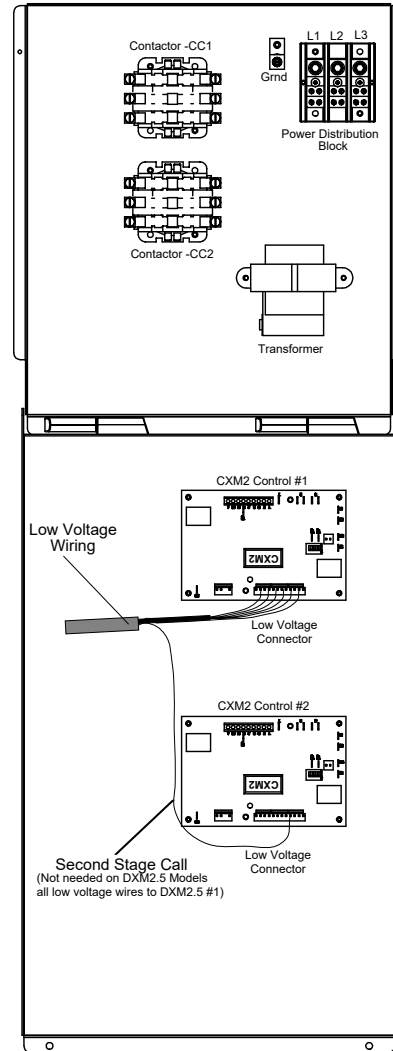 Contactor -CC1
L1 L2 L3
Grnd
Power Distribution
Block
Contactor -CC2
Transformer
CXM2 Control #1
CXM2
Low Voltage
Wiring
Low Voltage
Connector
CXM2 Control #2
CXM2
Second Stage Call
(Not needed on DXM2.5 Models
all low voltage wires to DXM2.5 #1)
Low Voltage
Connector